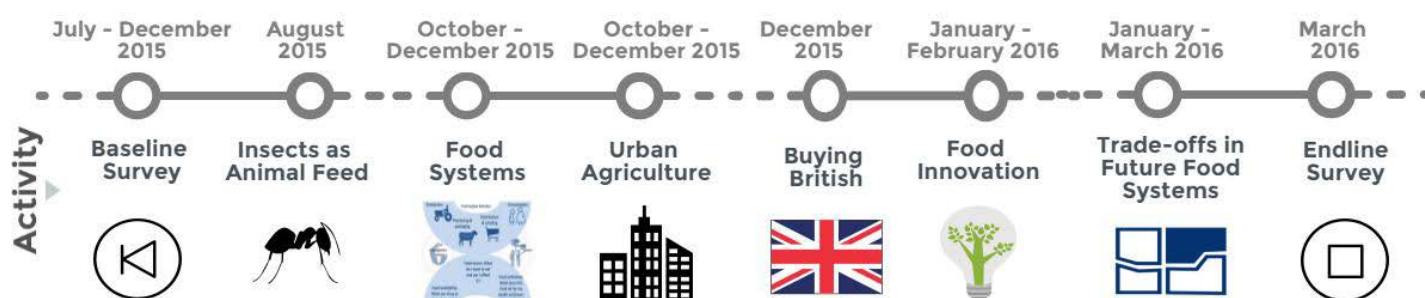 July - December
2015
August
2015
October -
December 2015
October -
December 2015
December
2015
January -
February 2016
January -
March 2016
March
2016
Activity
Baseline
Survey
Insects as
Animal Feed
Food
Systems
Urban
Agriculture
Buying
British
Food
Innovation
Trade-offs in
Future Food
Systems
Endline
Survey